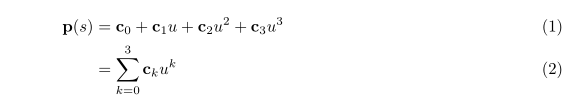 𝐩(s) = 𝐜₀ + 𝐜₁u + 𝐜₂u² + 𝐜₃u³ (1)
= ∑ₖ₌₀³ 𝐜ₖuᵏ (2)